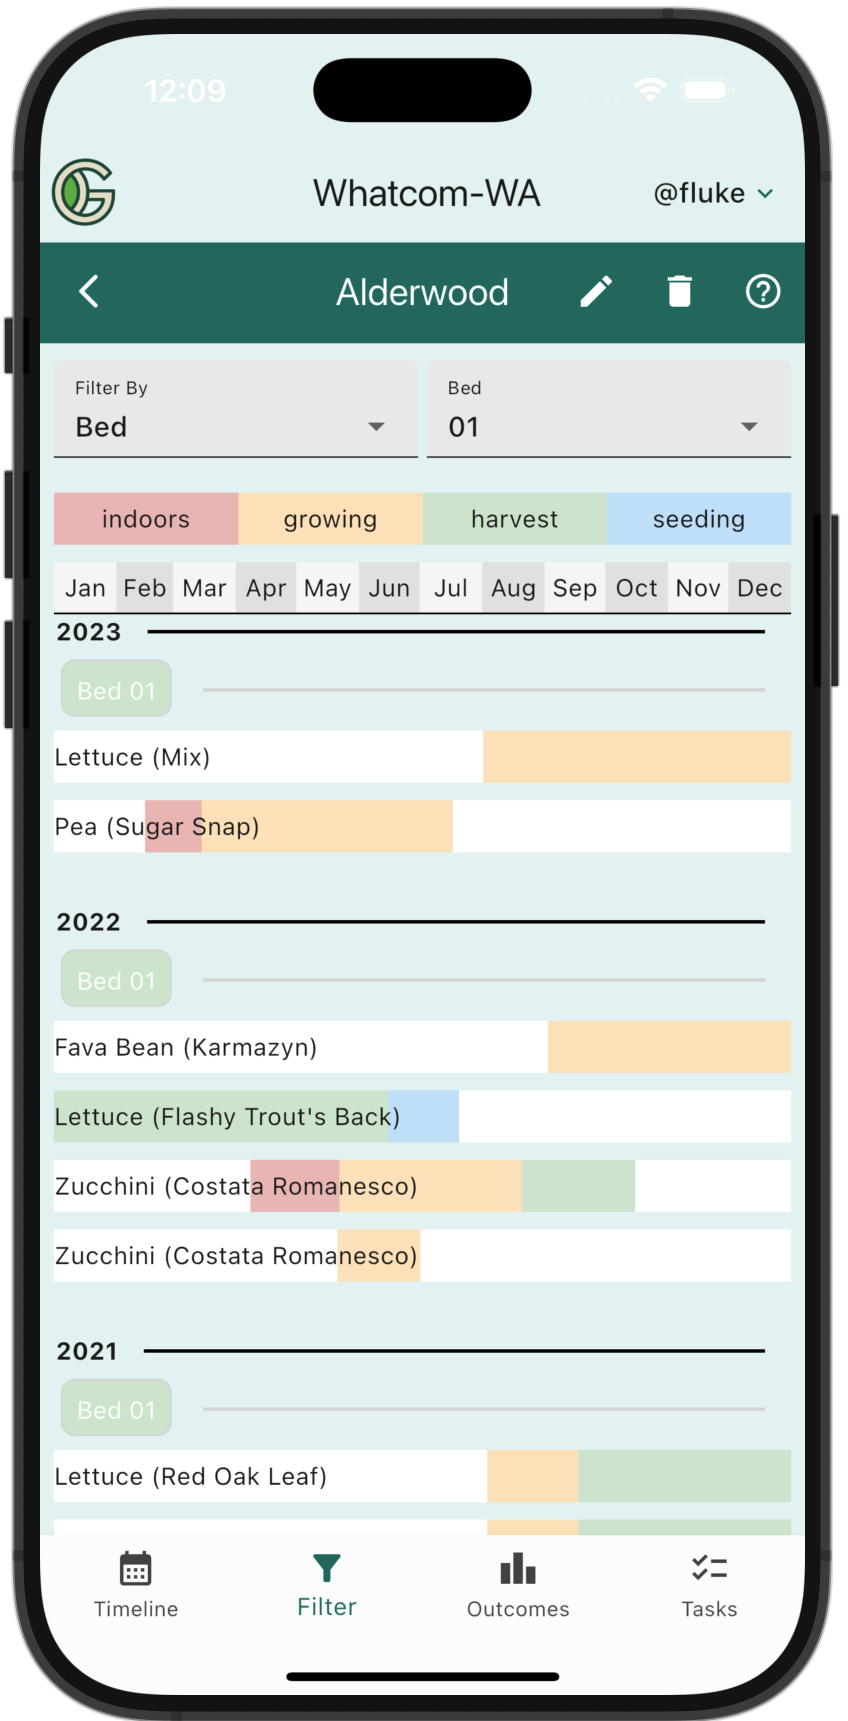 12:09
Whatcom-WA @fluke
Alderwood
Filter By Bed
Bed 01
indoors growing harvest seeding
Jan Feb Mar Apr May Jun Jul Aug Sep Oct Nov Dec
2023
Bed 01
Lettuce (Mix)
Pea (Sugar Snap)
2022
Bed 01
Fava Bean (Karmazyn)
Lettuce (Flashy Trout's Back)
Zucchini (Costata Romanesco)
Zucchini (Costata Romanesco)
2021
Bed 01
Lettuce (Red Oak Leaf)
Timeline Filter Outcomes Tasks